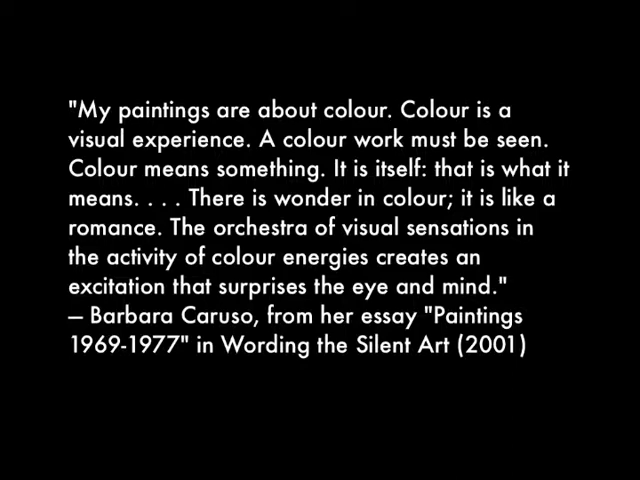 "My paintings are about colour. Colour is a
visual experience. A colour work must be seen.
Colour means something. It is itself: that is what it
means. . . . There is wonder in colour; it is like a
romance. The orchestra of visual sensations in
the activity of colour energies creates an
excitation that surprises the eye and mind."
— Barbara Caruso, from her essay "Paintings
1969-1977" in Wording the Silent Art (2001)